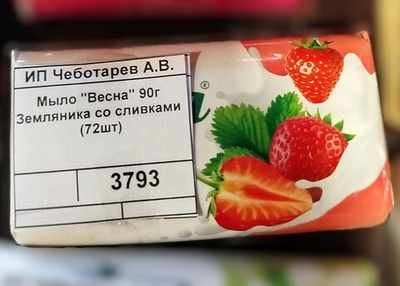 ИП Чеботарев А.В.
Мыло "Весна" 90г
Земляника со сливками
(72шт)
3793